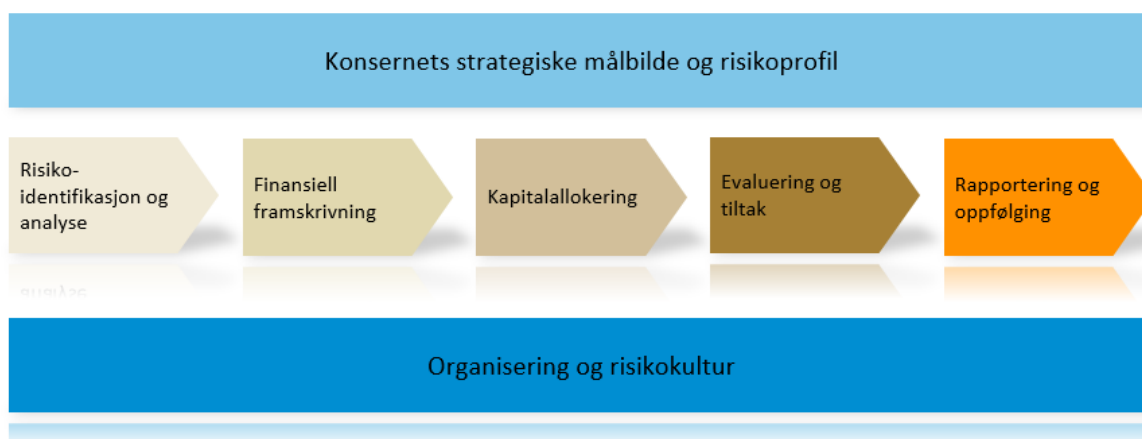 Konsernets strategiske målbilde og risikoprofil
Risiko-
identifikasjon og
analyse
Finansiell
framskrivning
Kapitalallokering
Evaluering og
tiltak
Rapportering og
oppfølging
Organisering og risikokultur